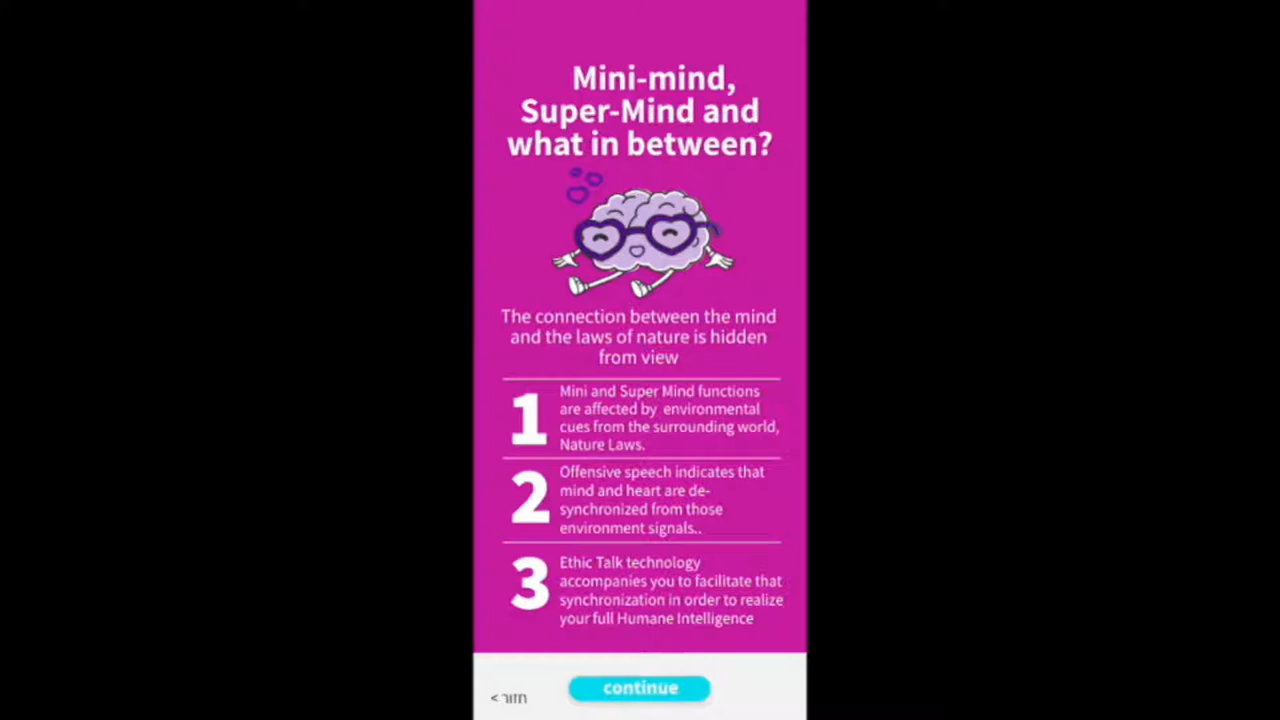 Mini-mind,
Super-Mind and
what in between?
The connection between the mind
and the laws of nature is hidden
from view
1
Mini and Super Mind functions
are affected by environmental
cues from the surrounding world,
Nature Laws.
2
Offensive speech indicates that
mind and heart are de-
synchronized from those
environment signals..
3
Ethic Talk technology
accompanies you to facilitate that
synchronization in order to realize
your full Humane Intelligence
continue
חזור >